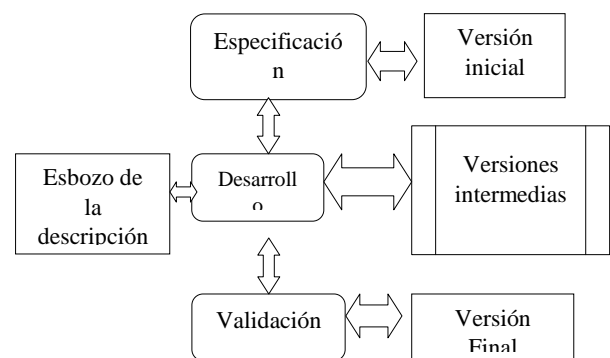 Especificació
n
Versión
inicial
Esbozo de
la
descripción
Desarroll
o
Versiones
intermedias
Validación
Versión
Final